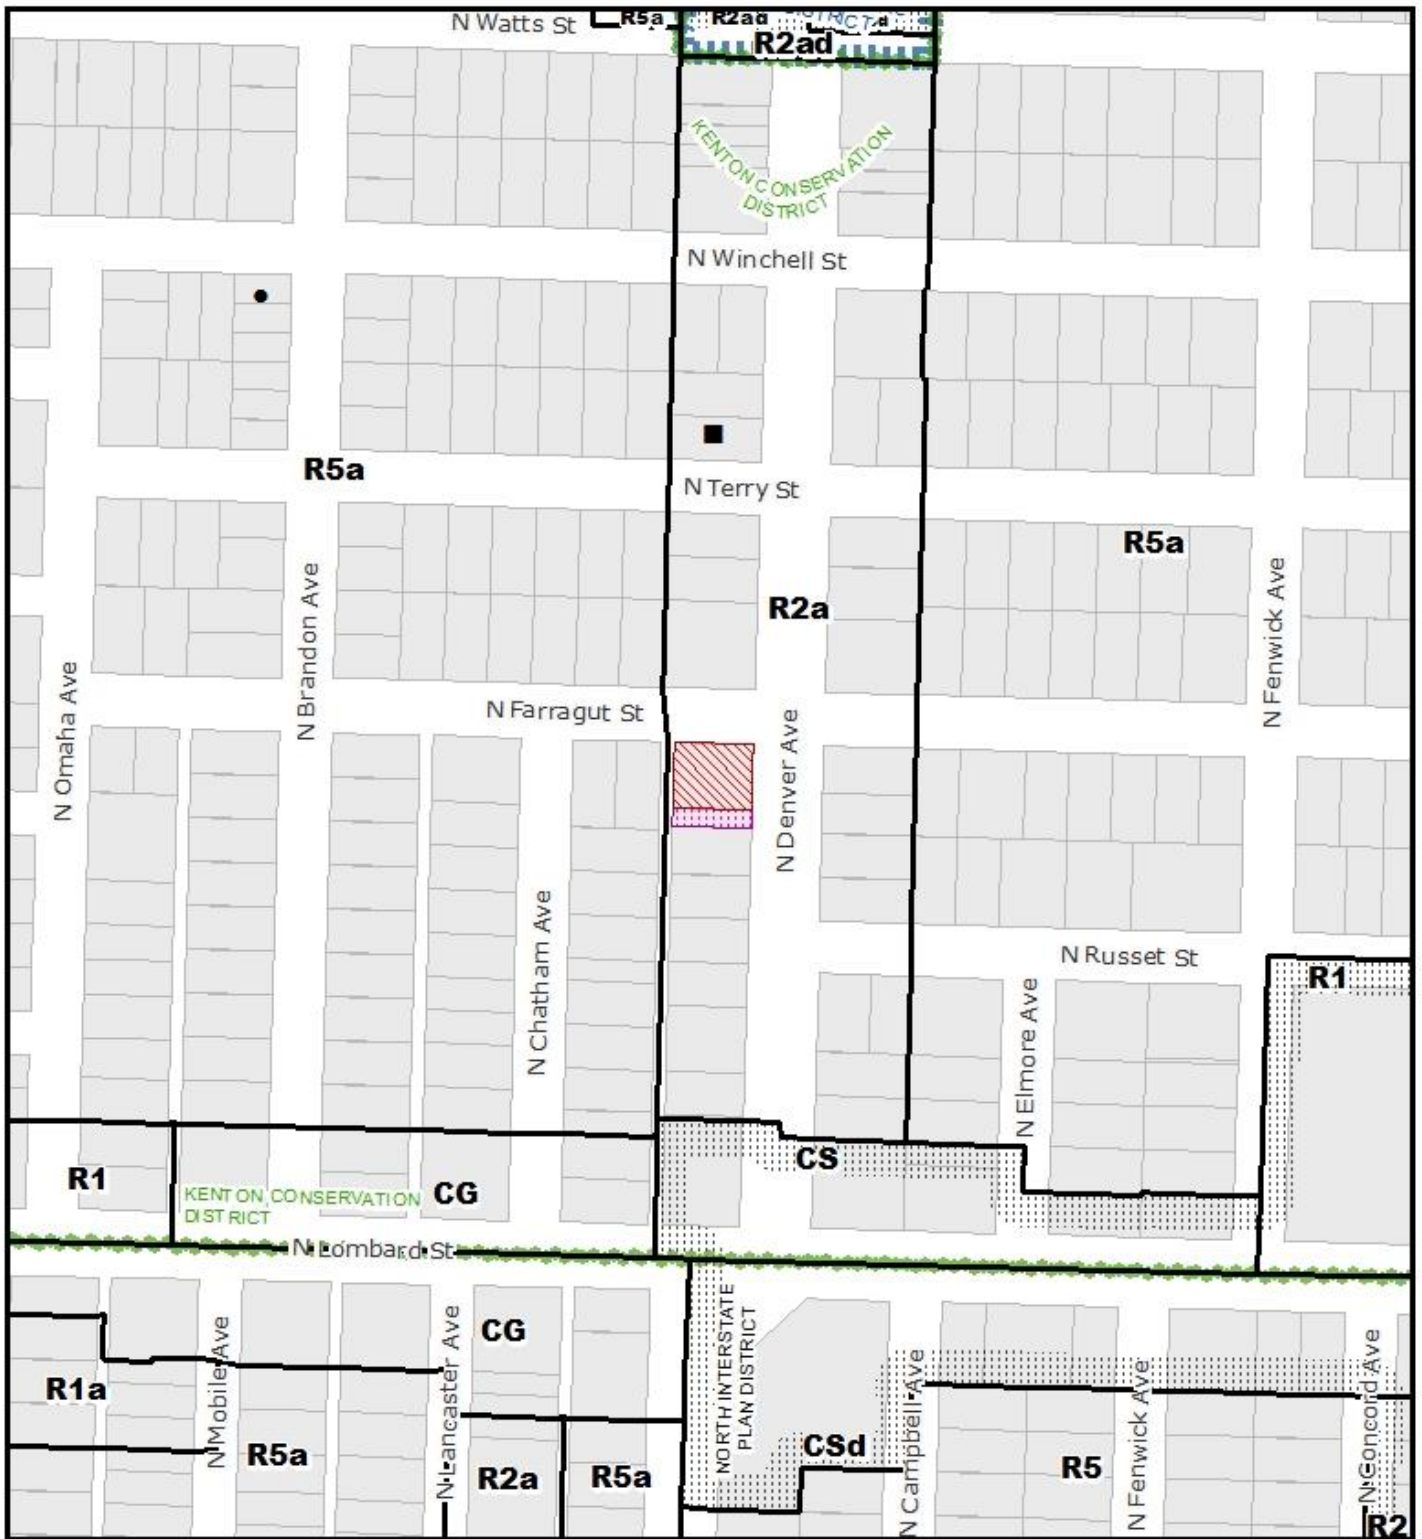 N Watts St
R5a
R2ad
d
R2ad
KENTON CONSERVATION
DISTRICT
N Winchell St
R5a
N Terry St
R5a
R2a
N Omaha Ave
N Brandon Ave
N Farragut St
N Denver Ave
N Fenwick Ave
N Chatham Ave
N Russet St
N Elmore Ave
R1
R1
KENTON CONSERVATION
DISTRICT
CG
CS
N Lombard St
CG
R1a
N Mobile Ave
R5a
N Lancaster Ave
R2a
R5a
NORTH INTERSTATE
PLAN DISTRICT
CSd
N Campbell Ave
R5
N Fenwick Ave
N Concord Ave
R2